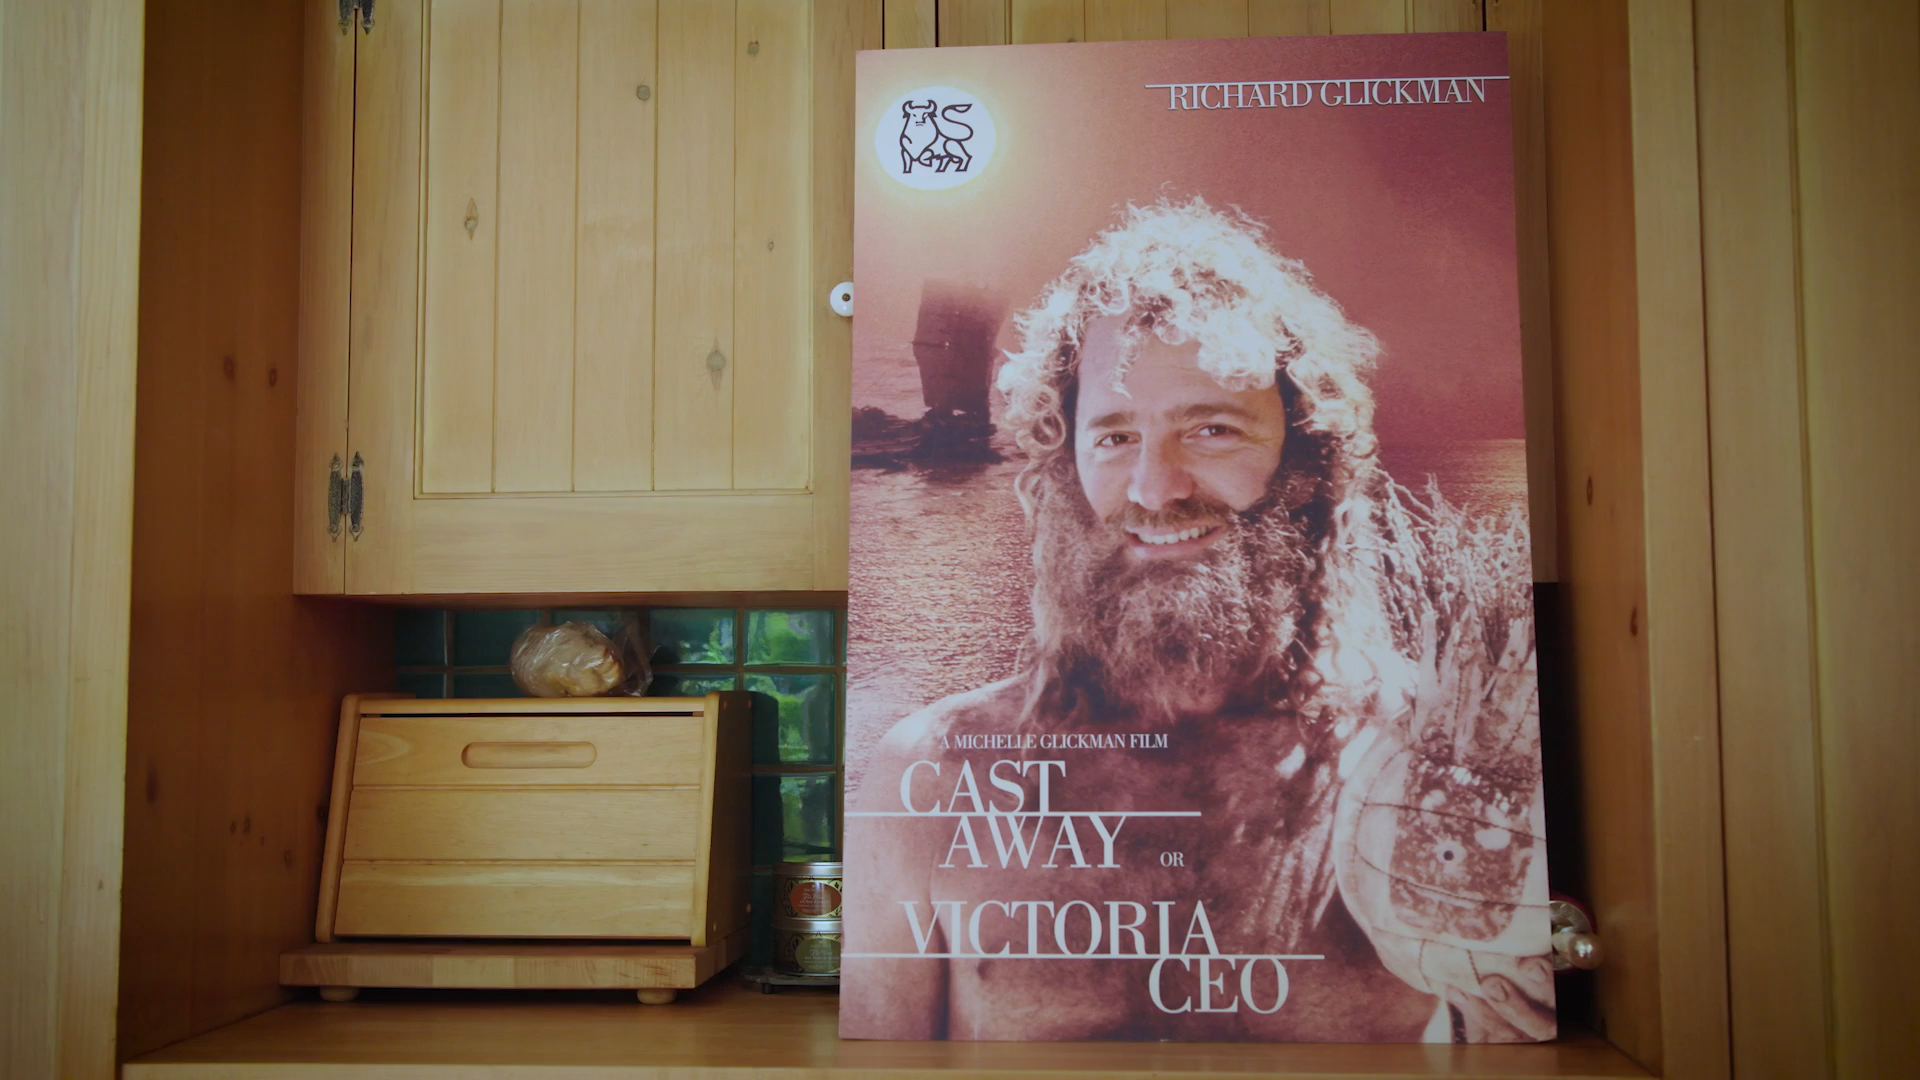 RICHARD GLICKMAN
A MICHELLE GLICKMAN FILM
CAST
AWAY OR
VICTORIA
CEO